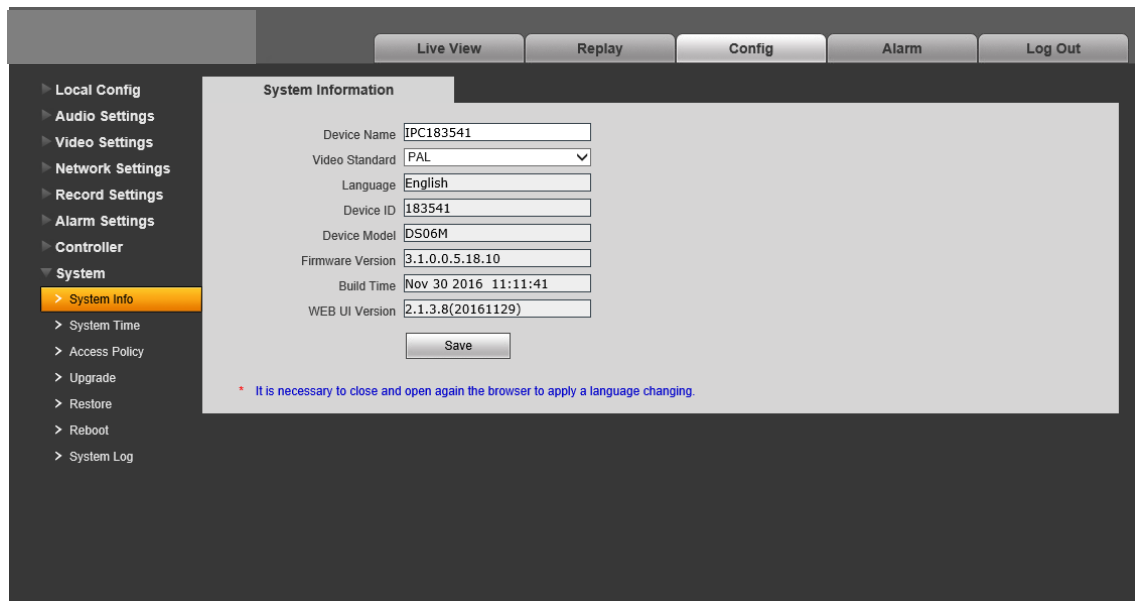 Live View Replay Config Alarm Log Out
Local Config
Audio Settings
Video Settings
Network Settings
Record Settings
Alarm Settings
Controller
System
> System Info
> System Time
> Access Policy
> Upgrade
> Restore
> Reboot
> System Log
System Information
Device Name IPC183541
Video Standard PAL
Language English
Device ID 183541
Device Model DS06M
Firmware Version 3.1.0.0.5.18.10
Build Time Nov 30 2016 11:11:41
WEB UI Version 2.1.3.8(20161129)
Save
* It is necessary to close and open again the browser to apply a language changing.